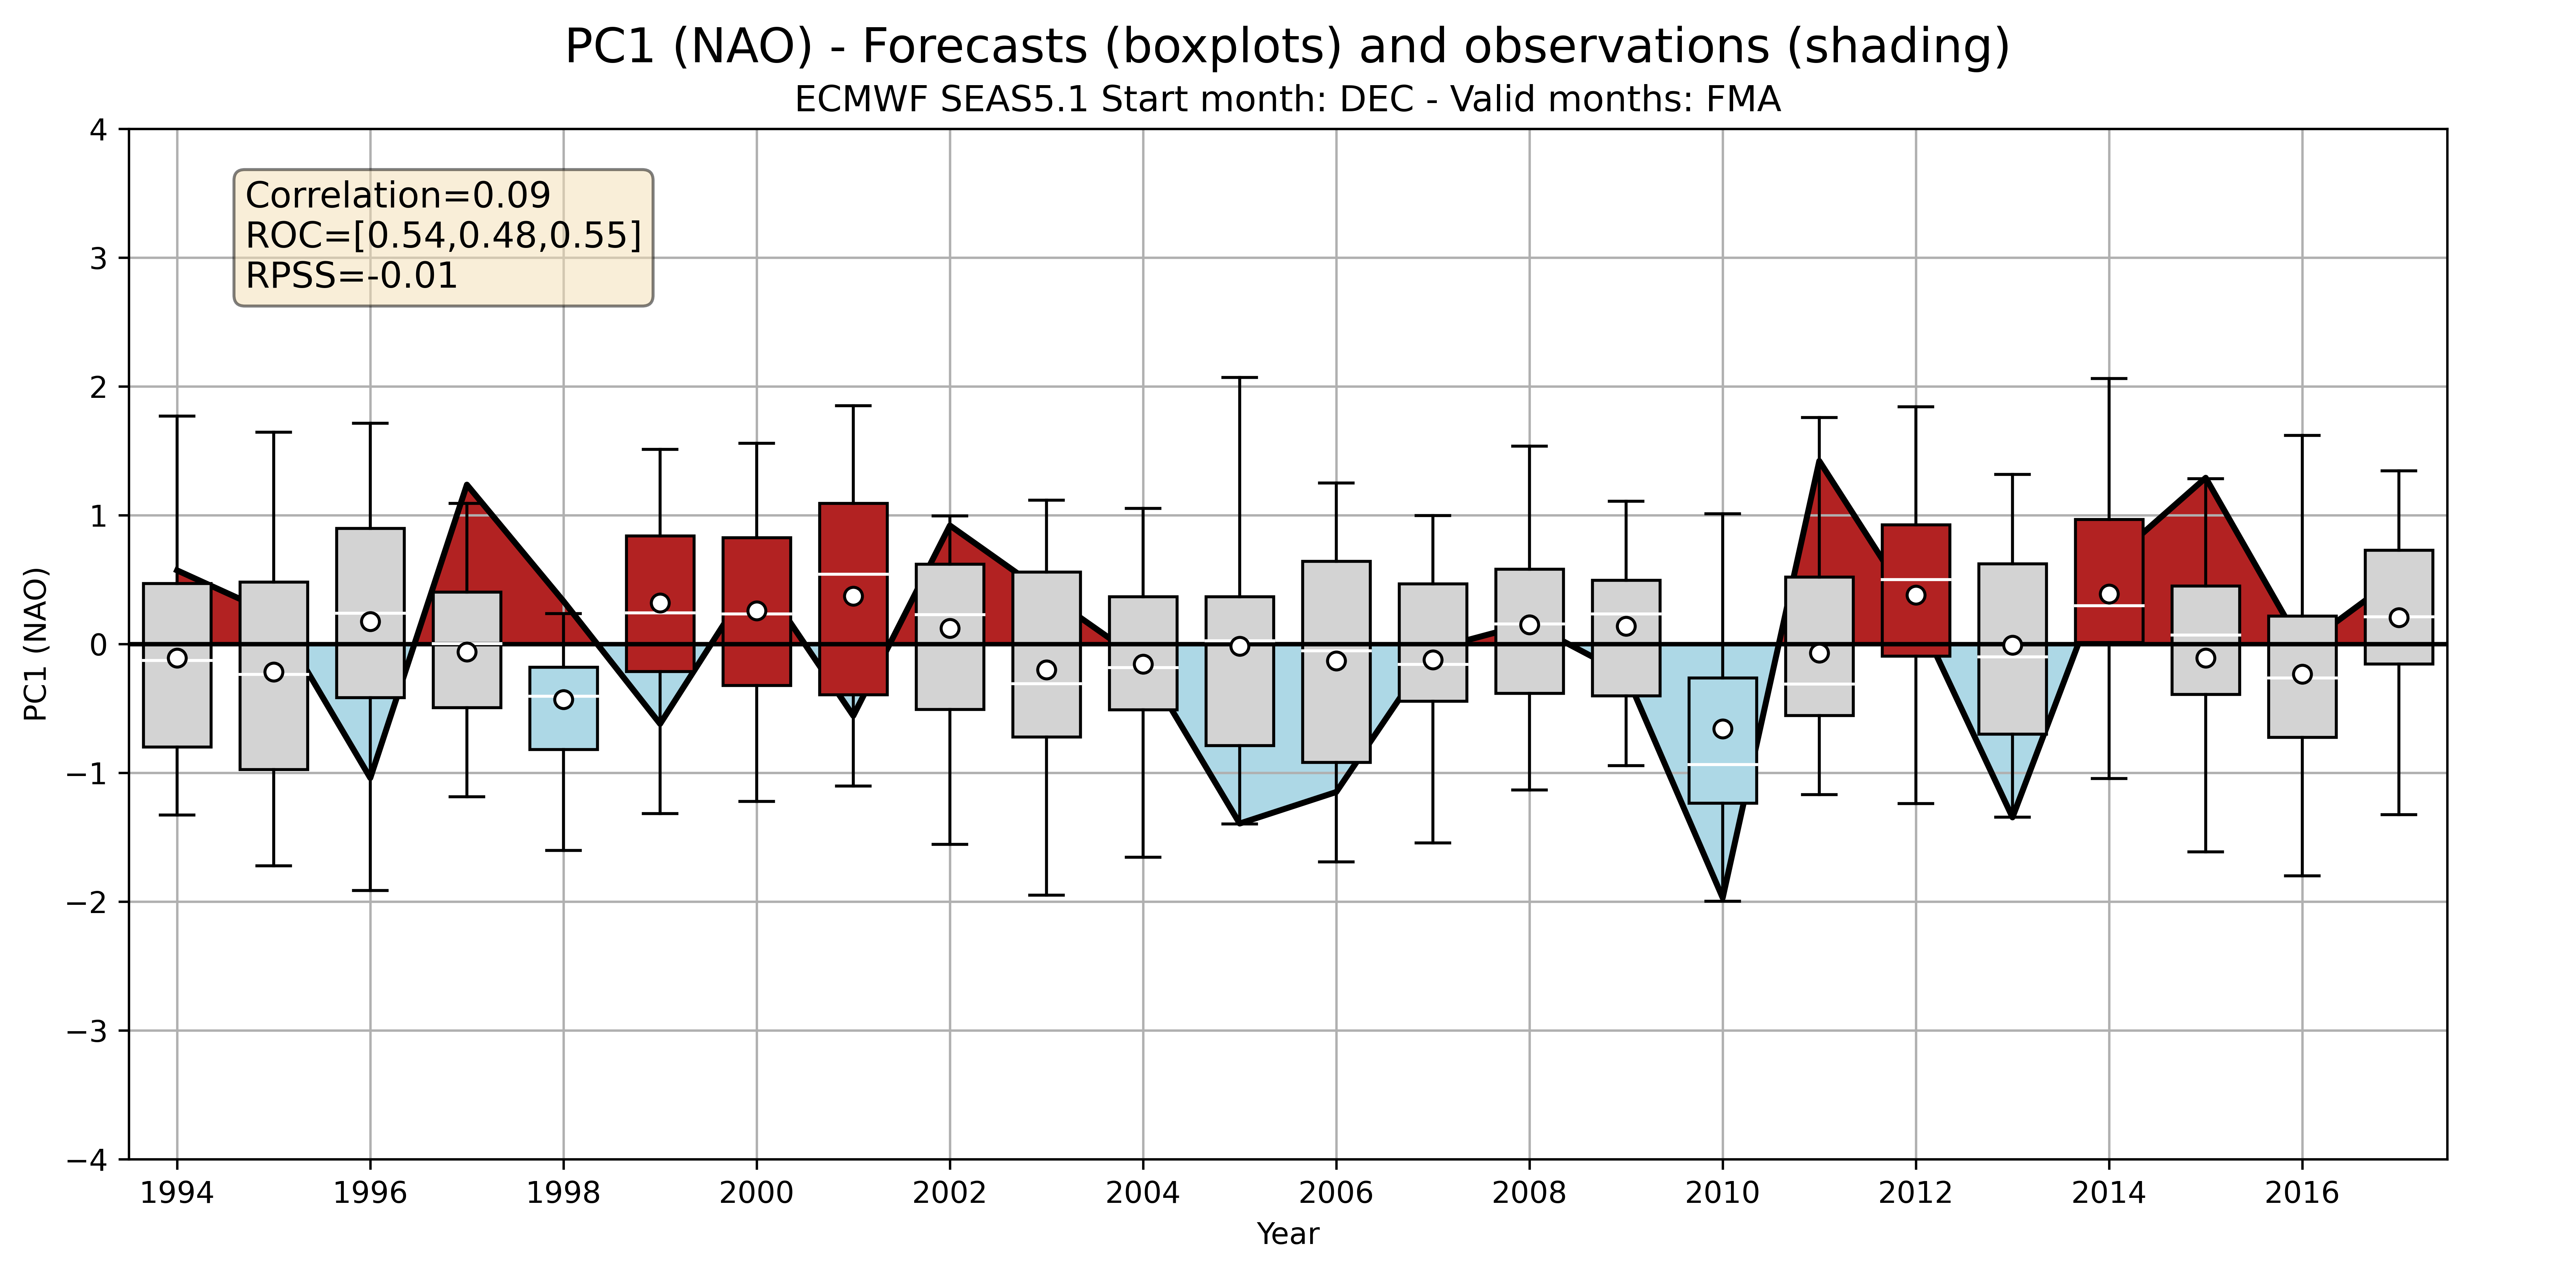 PC1 (NAO) - Forecasts (boxplots) and observations (shading)
ECMWF SEAS5.1 Start month: DEC - Valid months: FMA
Correlation=0.09
ROC=[0.54,0.48,0.55]
RPSS=-0.01
PC1 (NAO)
4
3
2
1
0
−1
−2
−3
−4
1994 1996 1998 2000 2002 2004 2006 2008 2010 2012 2014 2016
Year